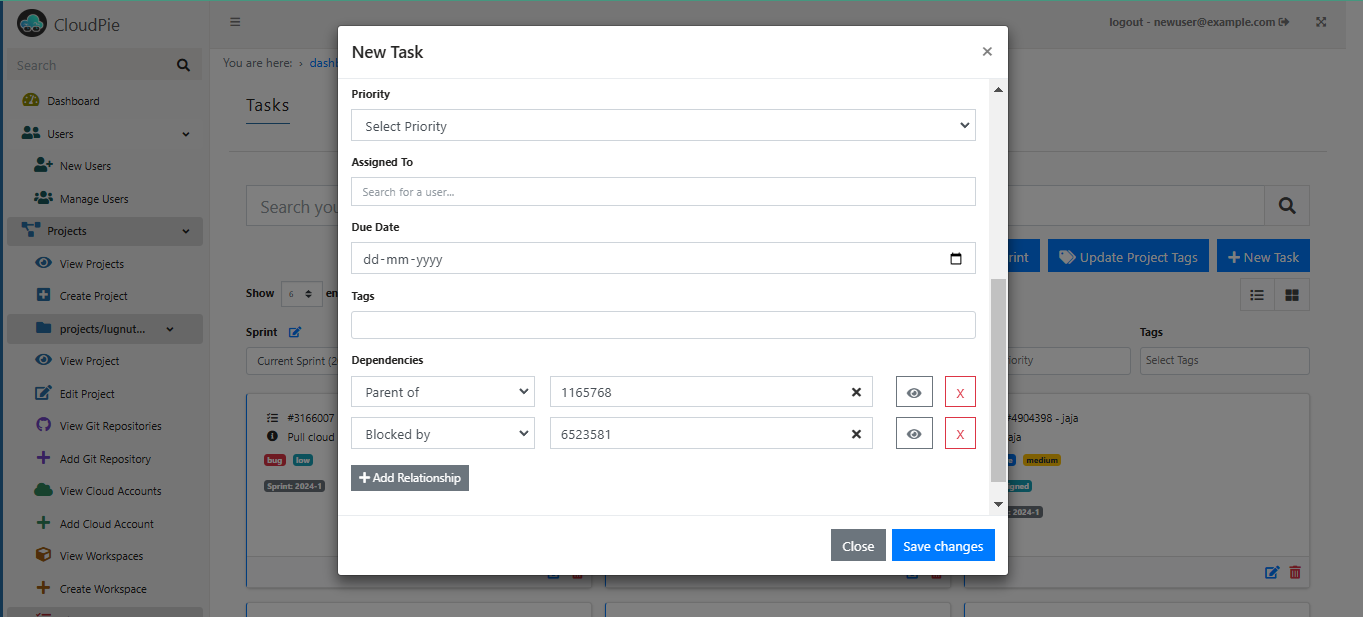 CloudPie
logout - newuser@example.com
Search
You are here: › dashb
Dashboard
Users
New Users
Manage Users
Projects
View Projects
Create Project
projects/lugnut...
View Project
Edit Project
View Git Repositories
Add Git Repository
View Cloud Accounts
Add Cloud Account
View Workspaces
Create Workspace
Tasks
Search you
rint
Update Project Tags
New Task
Show 6 en
Sprint
Tags
Current Sprint (2
iority
Select Tags
#3166007
Pull cloud
bug low
Sprint: 2024-1
#4904398 - jaja
jaja
e medium
gned
: 2024-1
New Task
×
Priority
Select Priority
Assigned To
Search for a user...
Due Date
dd-mm-yyyy
Tags
Dependencies
Parent of 1165768 X
Blocked by 6523581 X
Add Relationship
Close Save changes